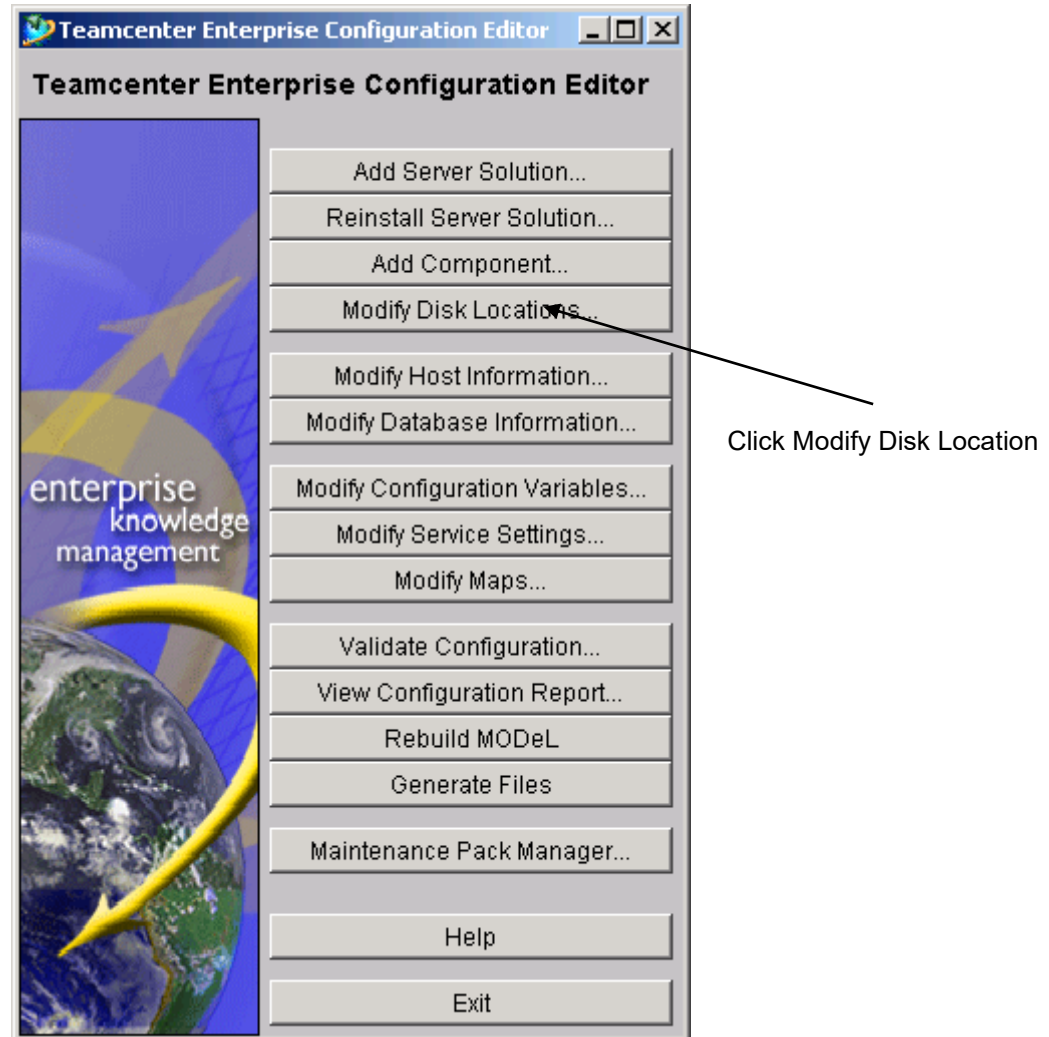 Teamcenter Enterprise Configuration Editor
Teamcenter Enterprise Configuration Editor
Add Server Solution...
Reinstall Server Solution...
Add Component...
Modify Disk Locations...
Modify Host Information...
Modify Database Information...
Click Modify Disk Location
Modify Configuration Variables...
enterprise
knowledge
management
Modify Service Settings...
Modify Maps...
Validate Configuration...
View Configuration Report...
Rebuild MODeL
Generate Files
Maintenance Pack Manager...
Help
Exit